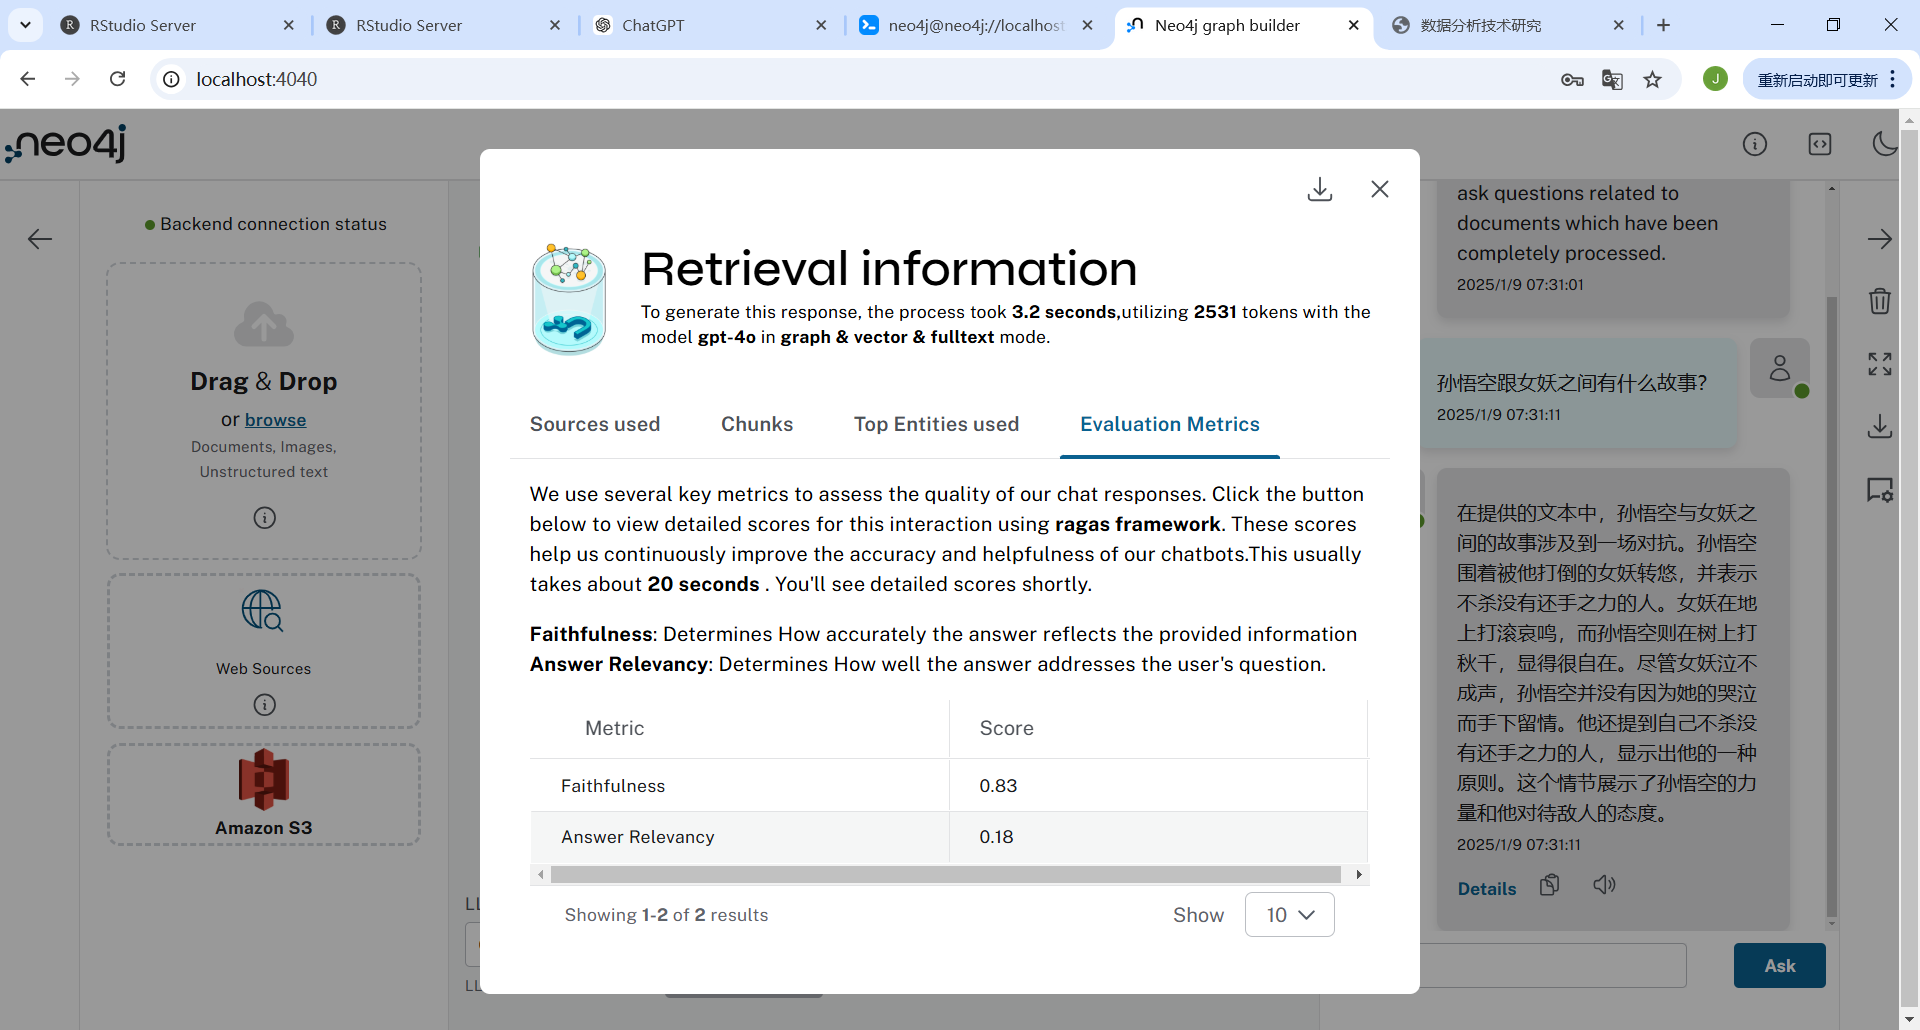 RStudio Server
RStudio Server
ChatGPT
neo4j@neo4j://localhost
Neo4j graph builder
数据分析技术研究
localhost:4040
J
重新启动即可更新
neo4j
Backend connection status
Drag & Drop
or browse
Documents, Images,
Unstructured text
Web Sources
Amazon S3
Retrieval information
To generate this response, the process took 3.2 seconds,utilizing 2531 tokens with the
model gpt-4o in graph & vector & fulltext mode.
Sources used
Chunks
Top Entities used
Evaluation Metrics
We use several key metrics to assess the quality of our chat responses. Click the button
below to view detailed scores for this interaction using ragas framework. These scores
help us continuously improve the accuracy and helpfulness of our chatbots.This usually
takes about 20 seconds . You'll see detailed scores shortly.
Faithfulness: Determines How accurately the answer reflects the provided information
Answer Relevancy: Determines How well the answer addresses the user's question.
Metric Score
Faithfulness 0.83
Answer Relevancy 0.18
Showing 1-2 of 2 results
Show 10
ask questions related to
documents which have been
completely processed.
2025/1/9 07:31:01
孙悟空跟女妖之间有什么故事?
2025/1/9 07:31:11
在提供的文本中，孙悟空与女妖之
间的故事涉及到一场对抗。孙悟空
围着被他打倒的女妖转悠，并表示
不杀没有还手之力的人。女妖在地
上打滚哀鸣，而孙悟空则在树上打
秋千，显得很自在。尽管女妖泣不
成声，孙悟空并没有因为她的哭泣
而手下留情。他还提到自己不杀没
有还手之力的人，显示出他的一种
原则。这个情节展示了孙悟空的力
量和他对待敌人的态度。
2025/1/9 07:31:11
Details
Ask